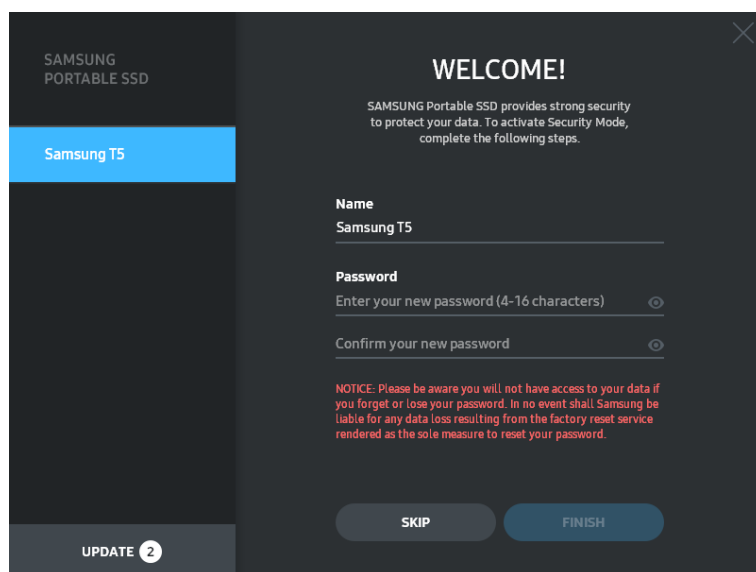 SAMSUNG
PORTABLE SSD
Samsung T5
UPDATE 2
WELCOME!
SAMSUNG Portable SSD provides strong security
to protect your data. To activate Security Mode,
complete the following steps.
Name
Samsung T5
Password
Enter your new password (4-16 characters)
Confirm your new password
NOTICE: Please be aware you will not have access to your data if
you forget or lose your password. In no event shall Samsung be
liable for any data loss resulting from the factory reset service
rendered as the sole measure to reset your password.
SKIP
FINISH